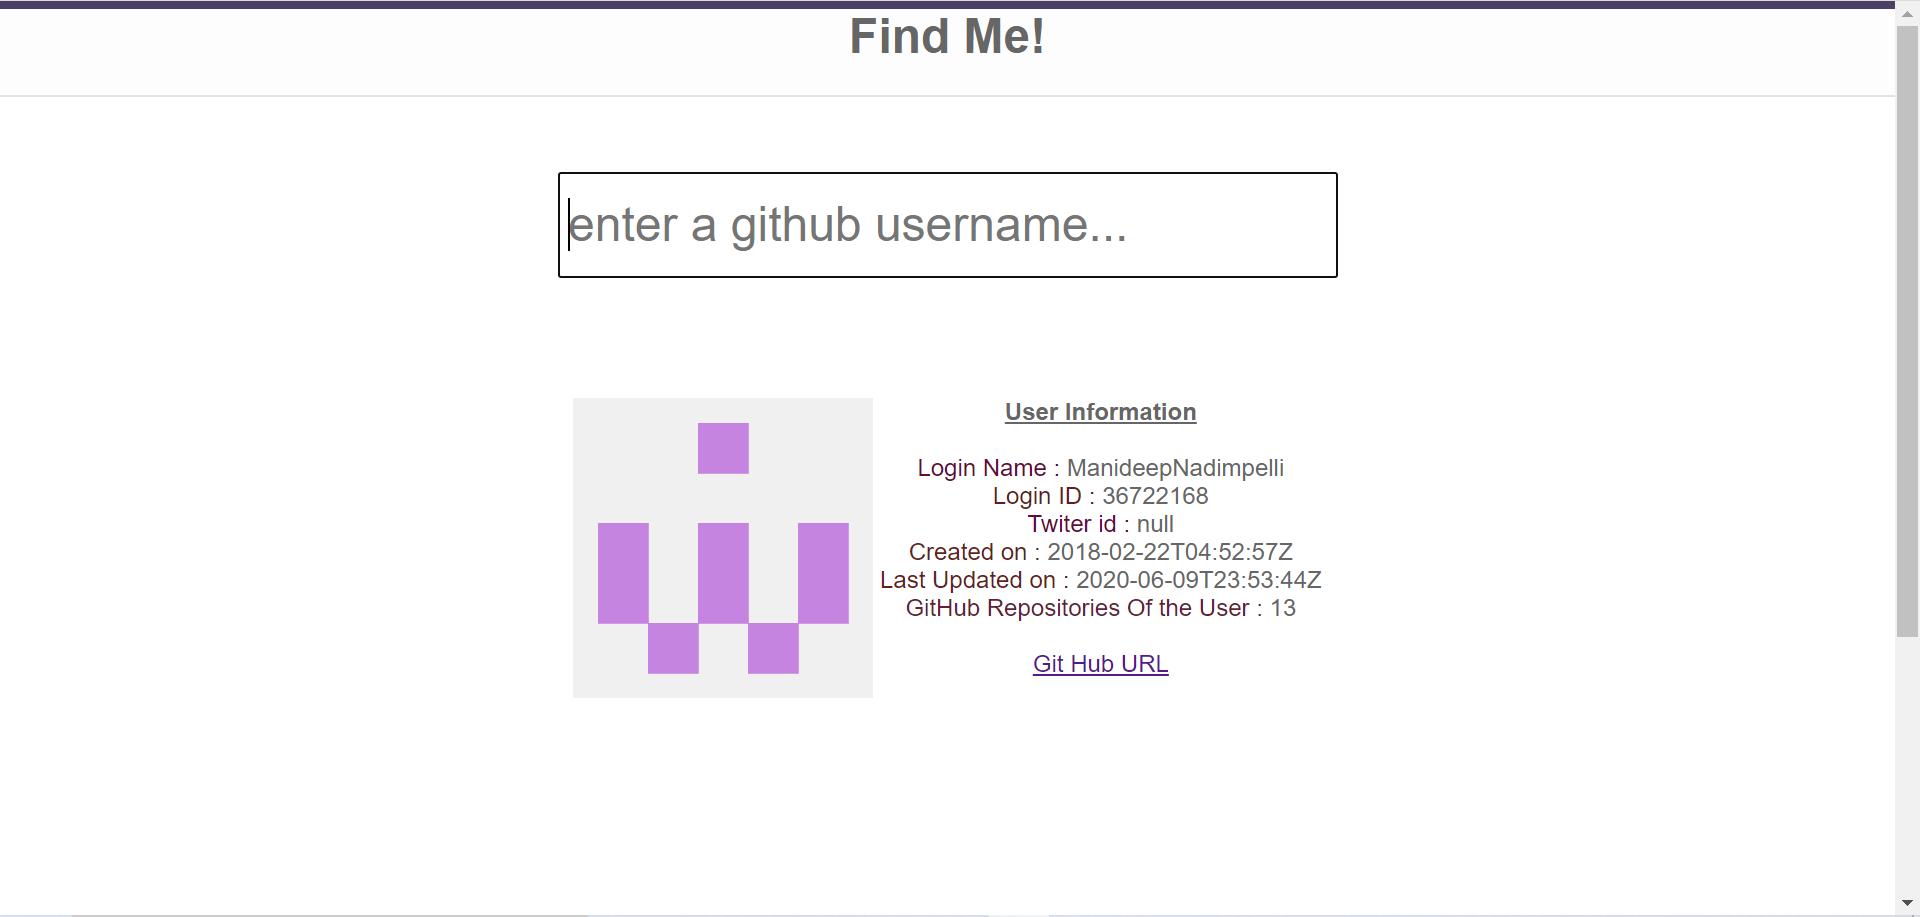 Find Me!
enter a github username...
User Information
Login Name : ManideepNadimpelli
Login ID : 36722168
Twiter id : null
Created on : 2018-02-22T04:52:57Z
Last Updated on : 2020-06-09T23:53:44Z
GitHub Repositories Of the User : 13
Git Hub URL